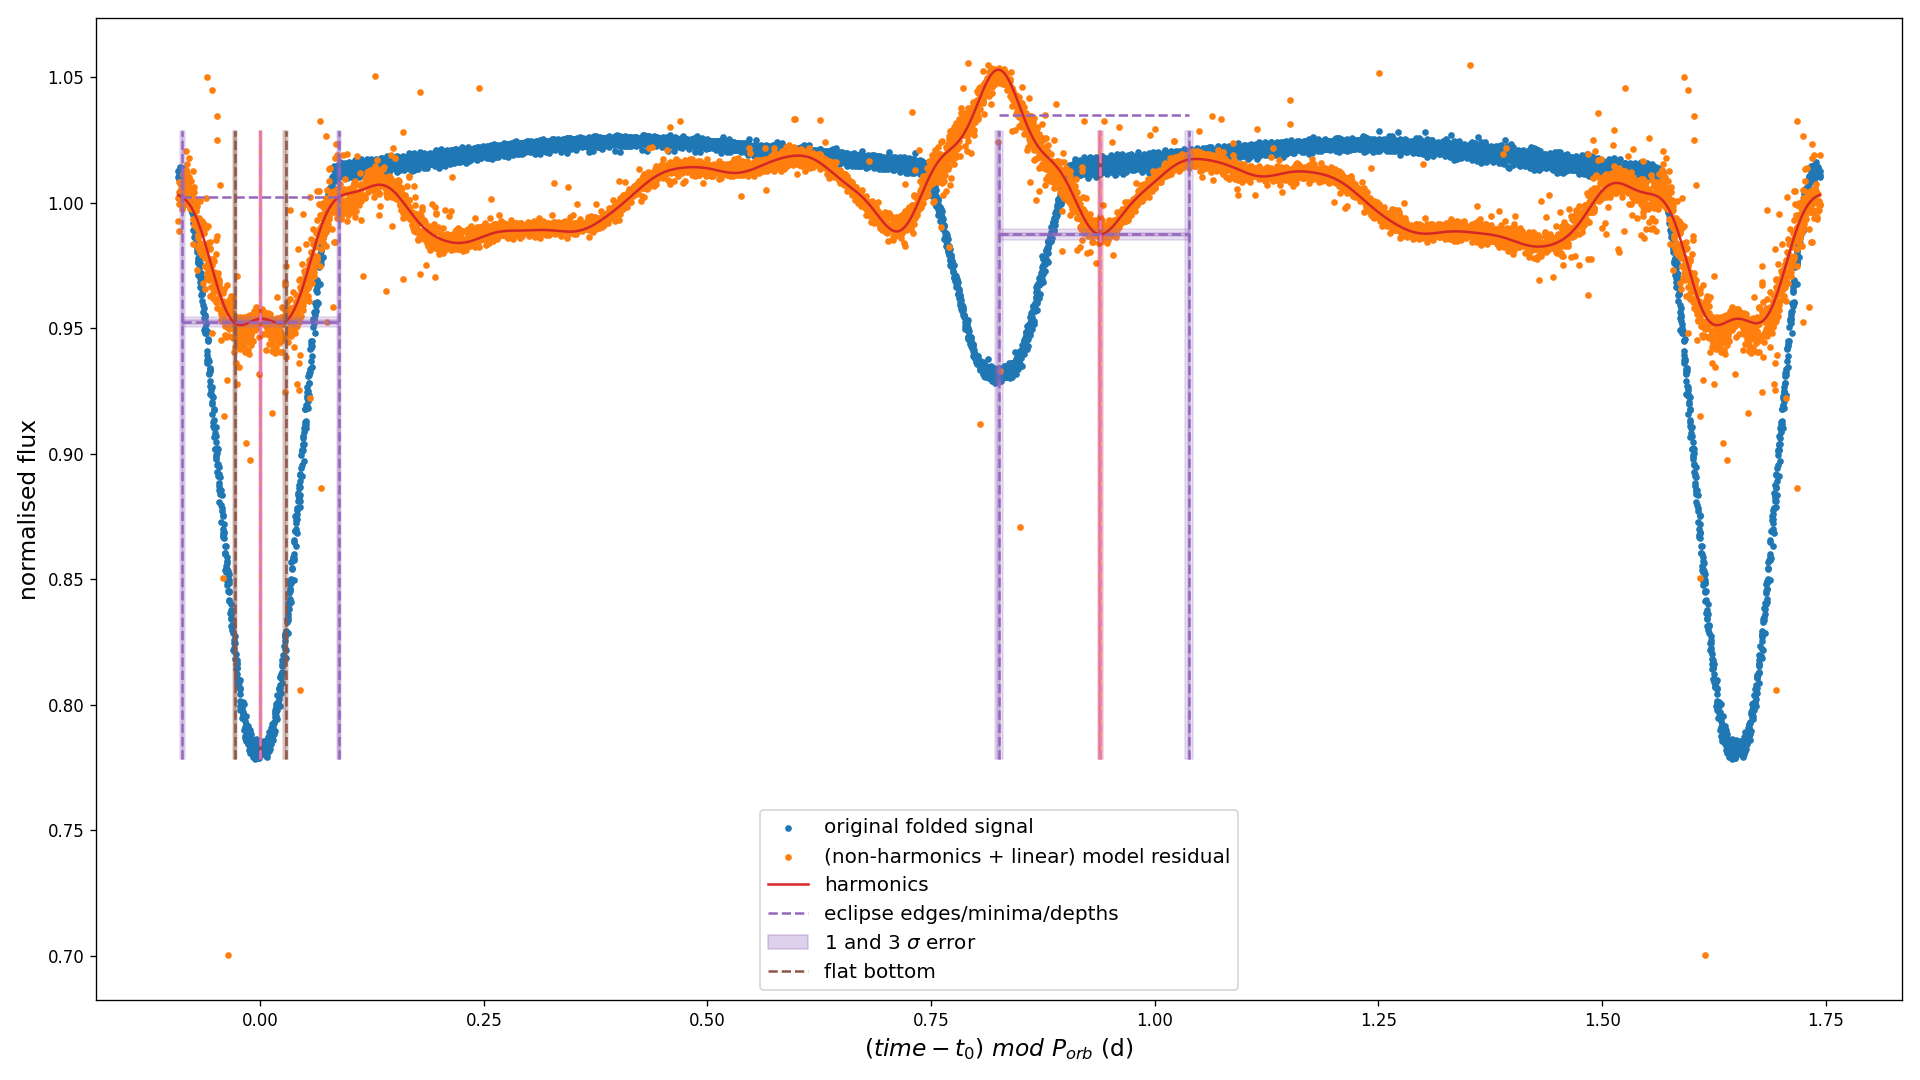 normalised flux
1.05
1.00
0.95
0.90
0.85
0.80
0.75
0.70
original folded signal
(non-harmonics + linear) model residual
harmonics
eclipse edges/minima/depths
1 and 3 σ error
flat bottom
0.00 0.25 0.50 0.75 1.00 1.25 1.50 1.75
(time − t₀) mod P_orb (d)